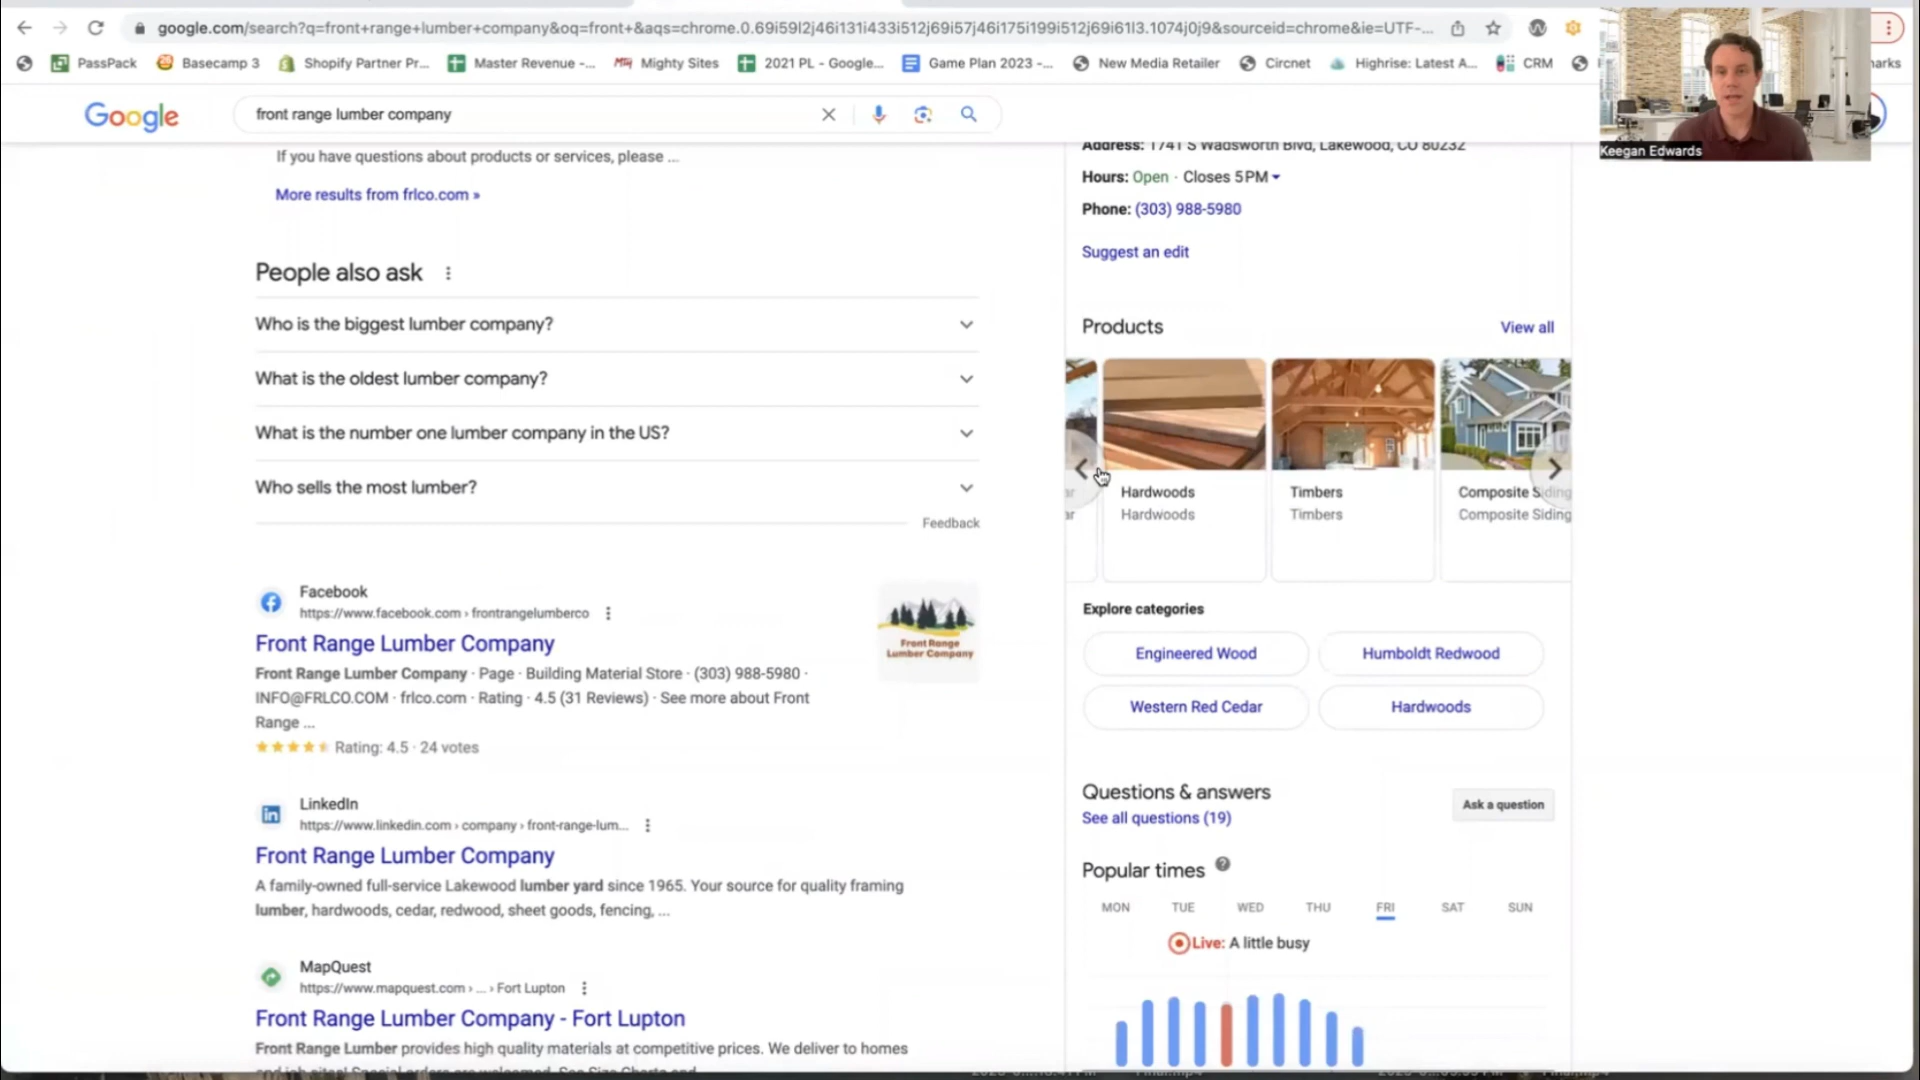 google.com/search?q=front+range+lumber+company&oq=front+&aqs=chrome.0.69i59l2j46i131i433i512j69i57j46i175i199i512j69i61l3.1074j0j9&sourceid=chrome&ie=UTF-...
PassPack Basecamp 3 Shopify Partner Pr... Master Revenue -... Mighty Sites 2021 PL - Google... Game Plan 2023 -... New Media Retailer Circnet Highrise: Latest A... CRM
Keegan Edwards
Google
front range lumber company
If you have questions about products or services, please ...
More results from frlco.com »
People also ask
Who is the biggest lumber company?
What is the oldest lumber company?
What is the number one lumber company in the US?
Who sells the most lumber?
Feedback
Facebook
https://www.facebook.com › frontrangelumberco
Front Range Lumber Company
Front Range Lumber Company · Page · Building Material Store · (303) 988-5980 ·
INFO@FRLCO.COM · frlco.com · Rating · 4.5 (31 Reviews) · See more about Front
Range ...
Rating: 4.5 · 24 votes
Front Range
Lumber Company
LinkedIn
https://www.linkedin.com › company › front-range-lum...
Front Range Lumber Company
A family-owned full-service Lakewood lumber yard since 1965. Your source for quality framing
lumber, hardwoods, cedar, redwood, sheet goods, fencing, ...
MapQuest
https://www.mapquest.com › ... › Fort Lupton
Front Range Lumber Company - Fort Lupton
Front Range Lumber provides high quality materials at competitive prices. We deliver to homes
Address: 1741 S Wadsworth Blvd, Lakewood, CO 80232
Hours: Open · Closes 5 PM
Phone: (303) 988-5980
Suggest an edit
Products
View all
Hardwoods
Hardwoods
Timbers
Timbers
Composite Siding
Composite Siding
Explore categories
Engineered Wood
Humboldt Redwood
Western Red Cedar
Hardwoods
Questions & answers
See all questions (19)
Ask a question
Popular times
MON TUE WED THU FRI SAT SUN
Live: A little busy